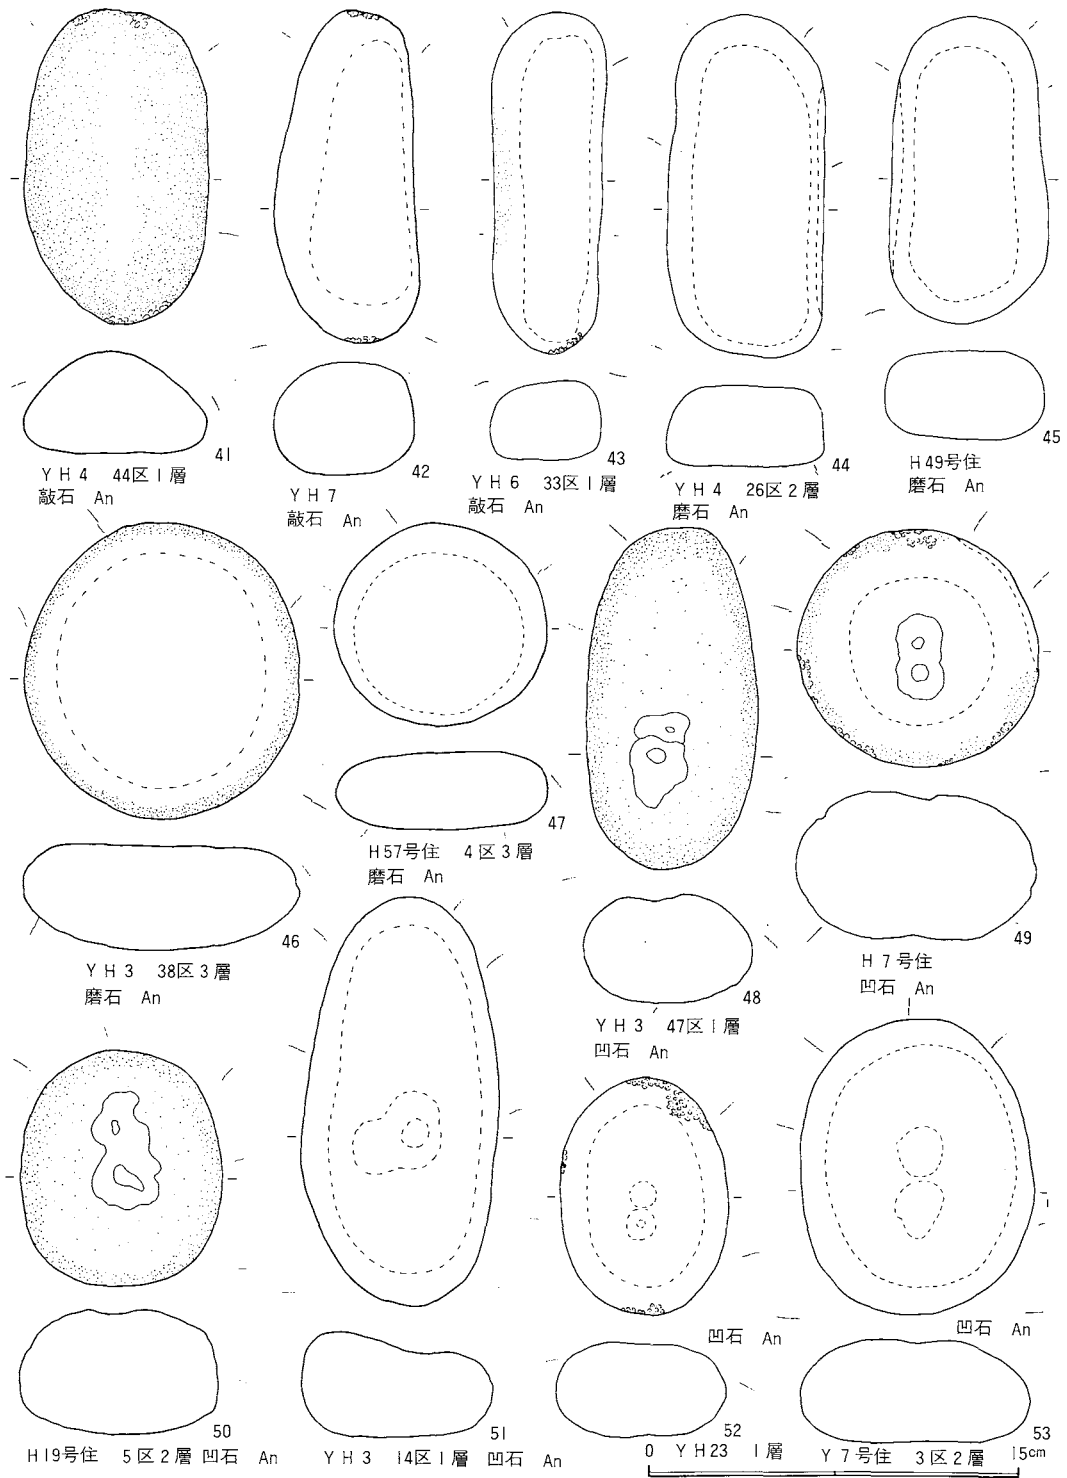 41
YH4 44区1層
敲石 An
42
YH7
敲石 An
43
YH6 33区1層
敲石 An
44
YH4 26区2層
磨石 An
45
H49号住
磨石 An
46
YH3 38区3層
磨石 An
47
H57号住 4区3層
磨石 An
48
YH3 47区1層
凹石 An
49
H7号住
凹石 An
50
H19号住 5区2層 凹石 An
51
YH3 14区1層 凹石 An
凹石 An
52
YH23 1層
凹石 An
53
Y7号住 3区2層
0 15cm